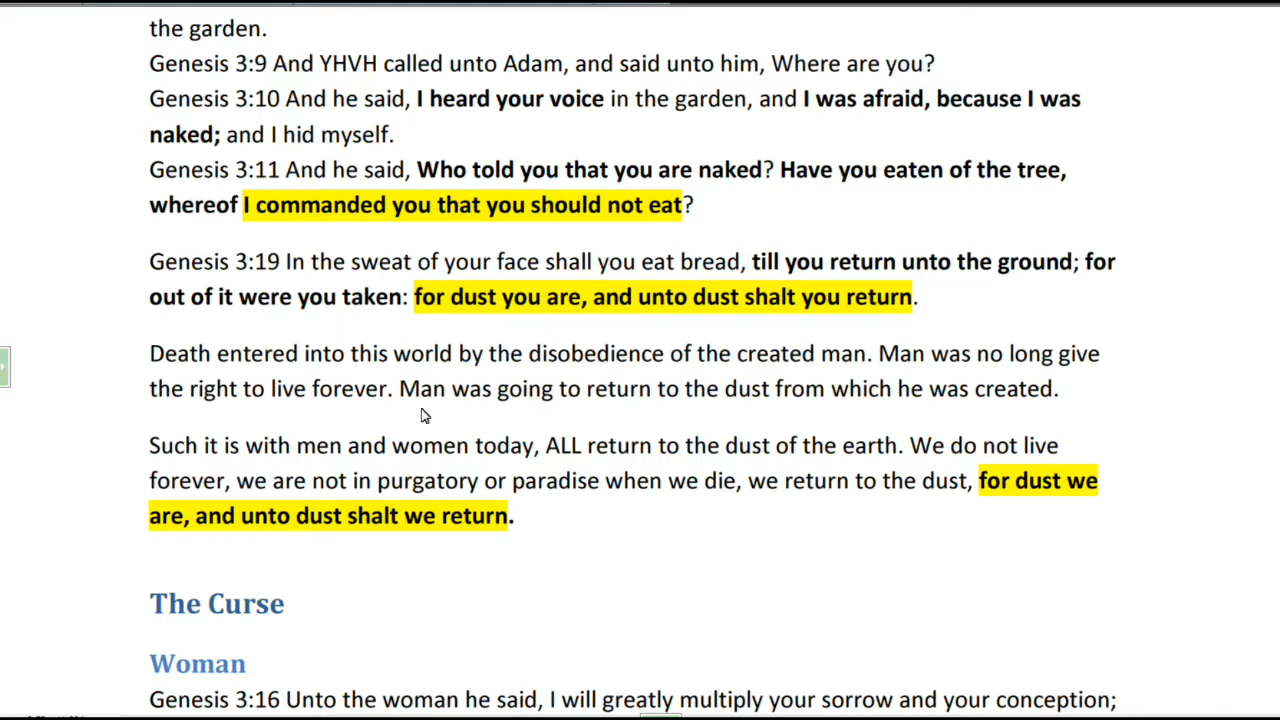 the garden.
Genesis 3:9 And YHVH called unto Adam, and said unto him, Where are you?
Genesis 3:10 And he said, I heard your voice in the garden, and I was afraid, because I was
naked; and I hid myself.
Genesis 3:11 And he said, Who told you that you are naked? Have you eaten of the tree,
whereof I commanded you that you should not eat?
Genesis 3:19 In the sweat of your face shall you eat bread, till you return unto the ground; for
out of it were you taken: for dust you are, and unto dust shalt you return.
Death entered into this world by the disobedience of the created man. Man was no long give
the right to live forever. Man was going to return to the dust from which he was created.
Such it is with men and women today, ALL return to the dust of the earth. We do not live
forever, we are not in purgatory or paradise when we die, we return to the dust, for dust we
are, and unto dust shalt we return.
The Curse
Woman
Genesis 3:16 Unto the woman he said, I will greatly multiply your sorrow and your conception;